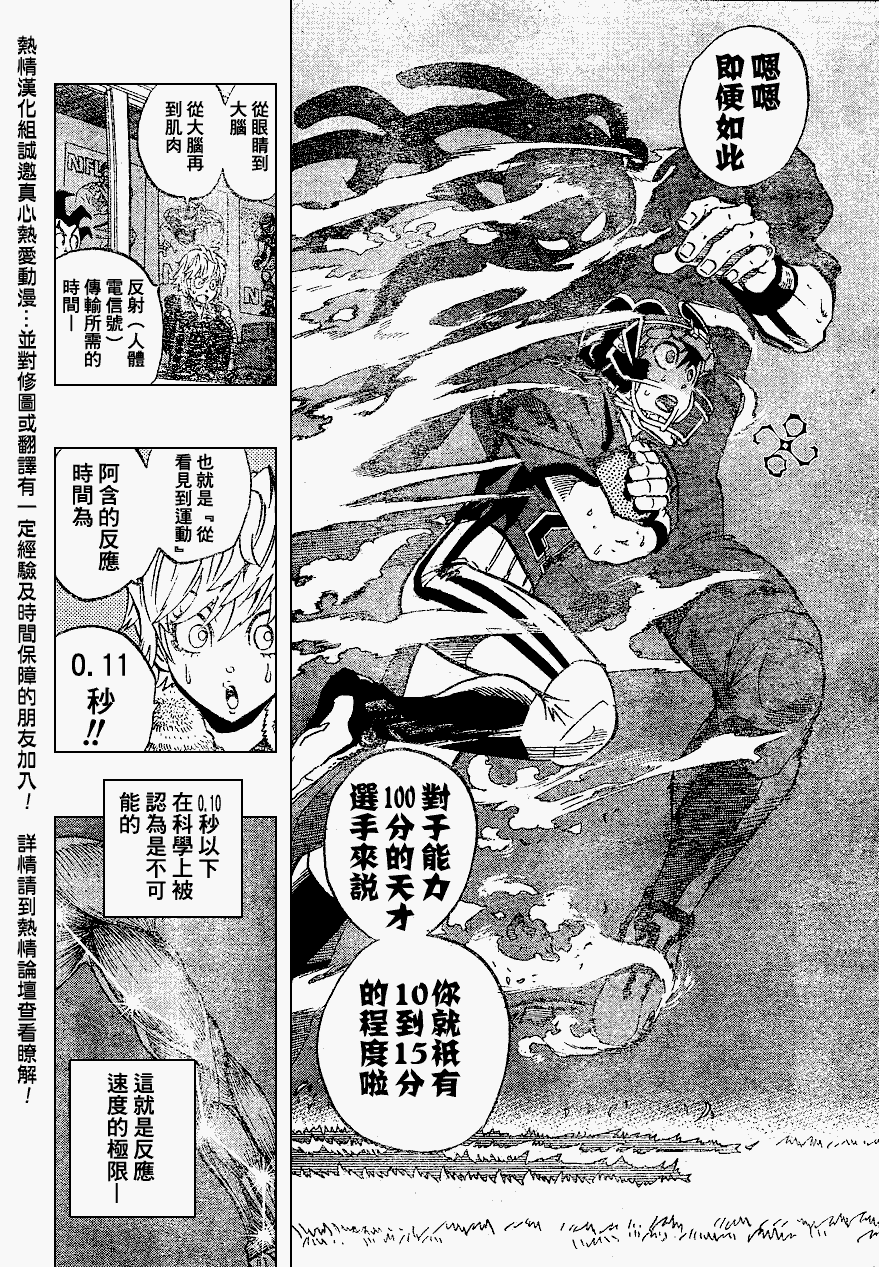 嗯嗯
即便如此
對于能力
100分的天才
選手來說
你就衹有
10到15分
的程度啦
從眼睛到
大腦
從大腦再
到肌肉
NFL
NFL
反射（人體
電信號）
傳輸所需的
時間—
也就是『從
看見到運動』
阿含的反應
時間為
0.11
秒!!
0.10
秒以下
在科學上被
認為是不可
能的
這就是反應
速度的極限—
熱情漢化組誠邀真心熱愛動漫…並對修圖或翻譯有一定經驗及時間保障的朋友加入！ 詳情請到熱情論壇查看瞭解！